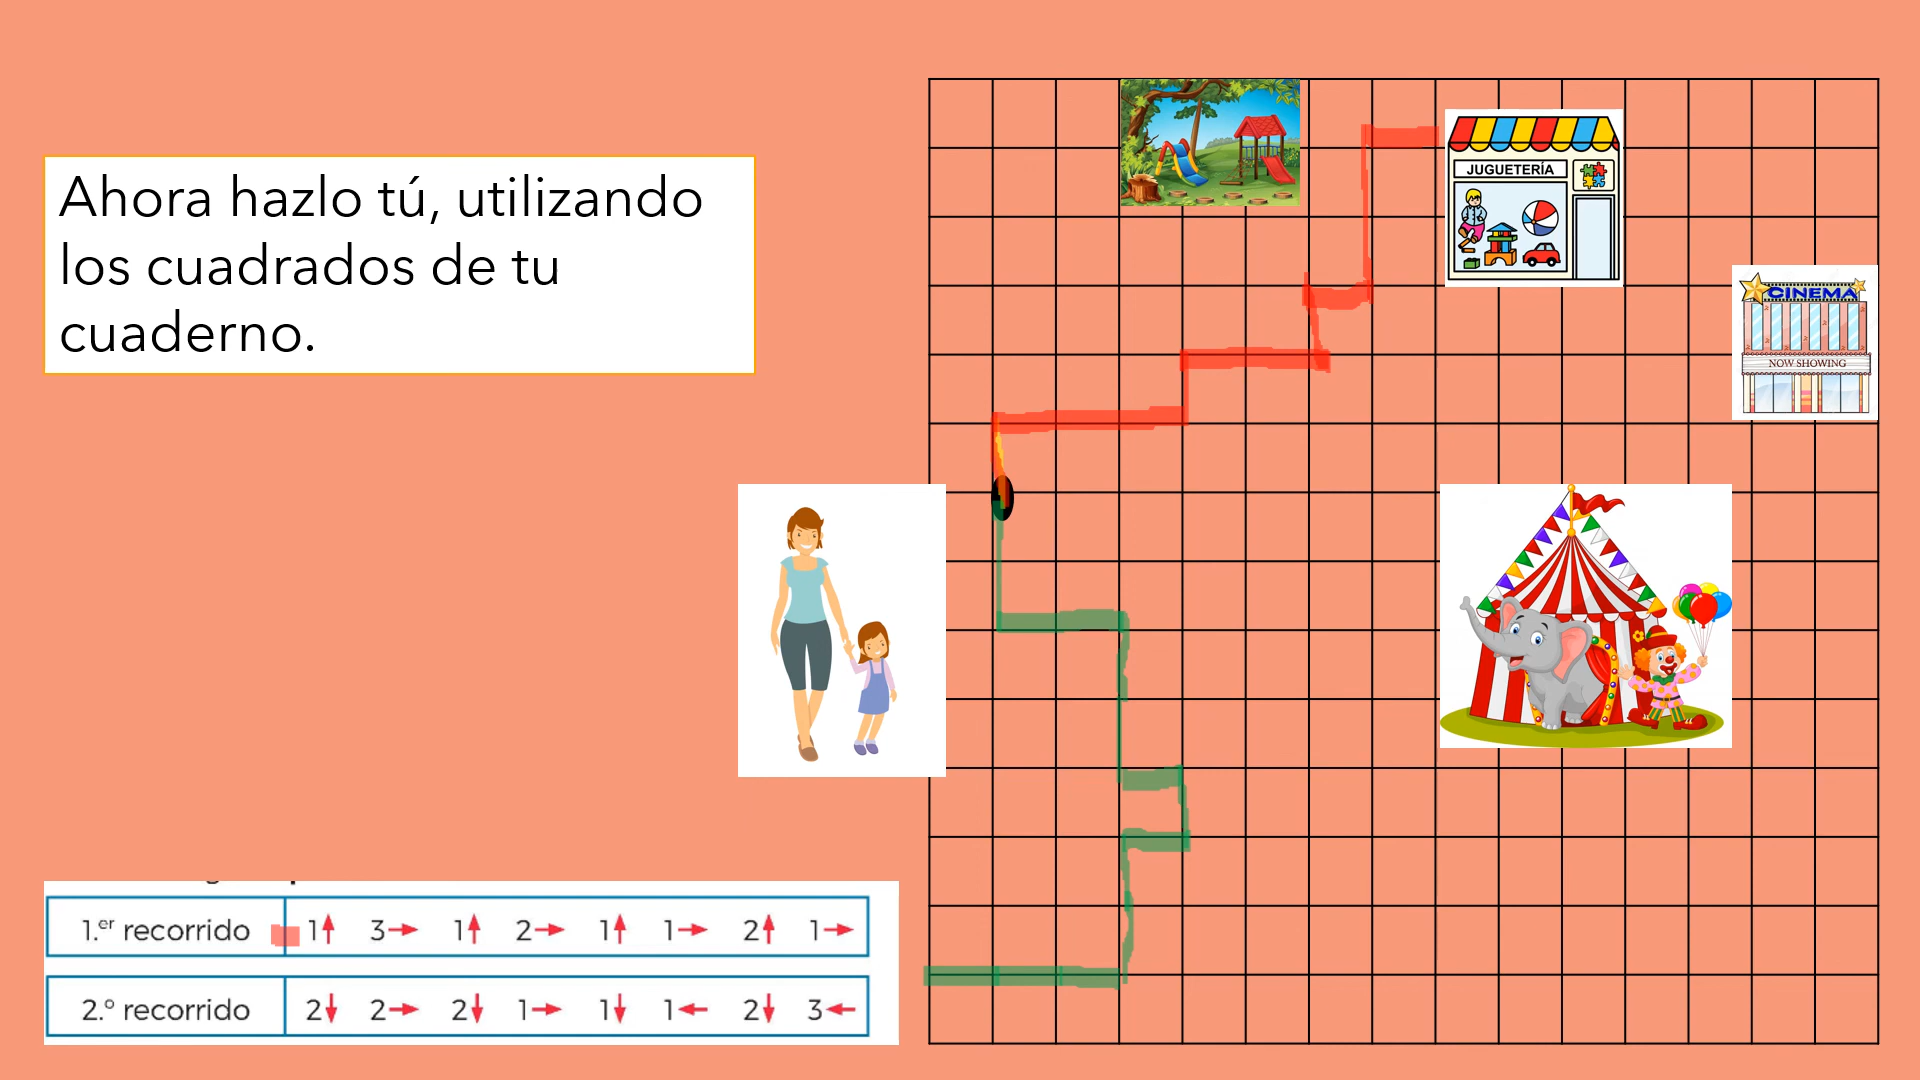 Ahora hazlo tú, utilizando
los cuadrados de tu
cuaderno.
JUGUETERÍA
CINEMA
NOW SHOWING
1.er recorrido 1↑ 3→ 1↑ 2→ 1↑ 1→ 2↑ 1→
2.º recorrido 2↓ 2→ 2↓ 1→ 1↓ 1← 2↓ 3←